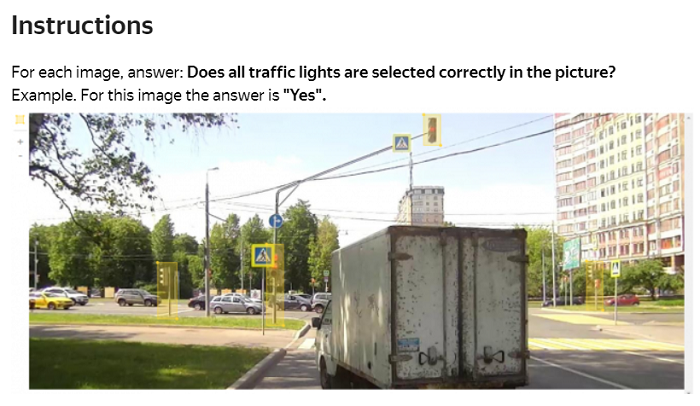 Instructions
For each image, answer: Does all traffic lights are selected correctly in the picture?
Example. For this image the answer is "Yes".